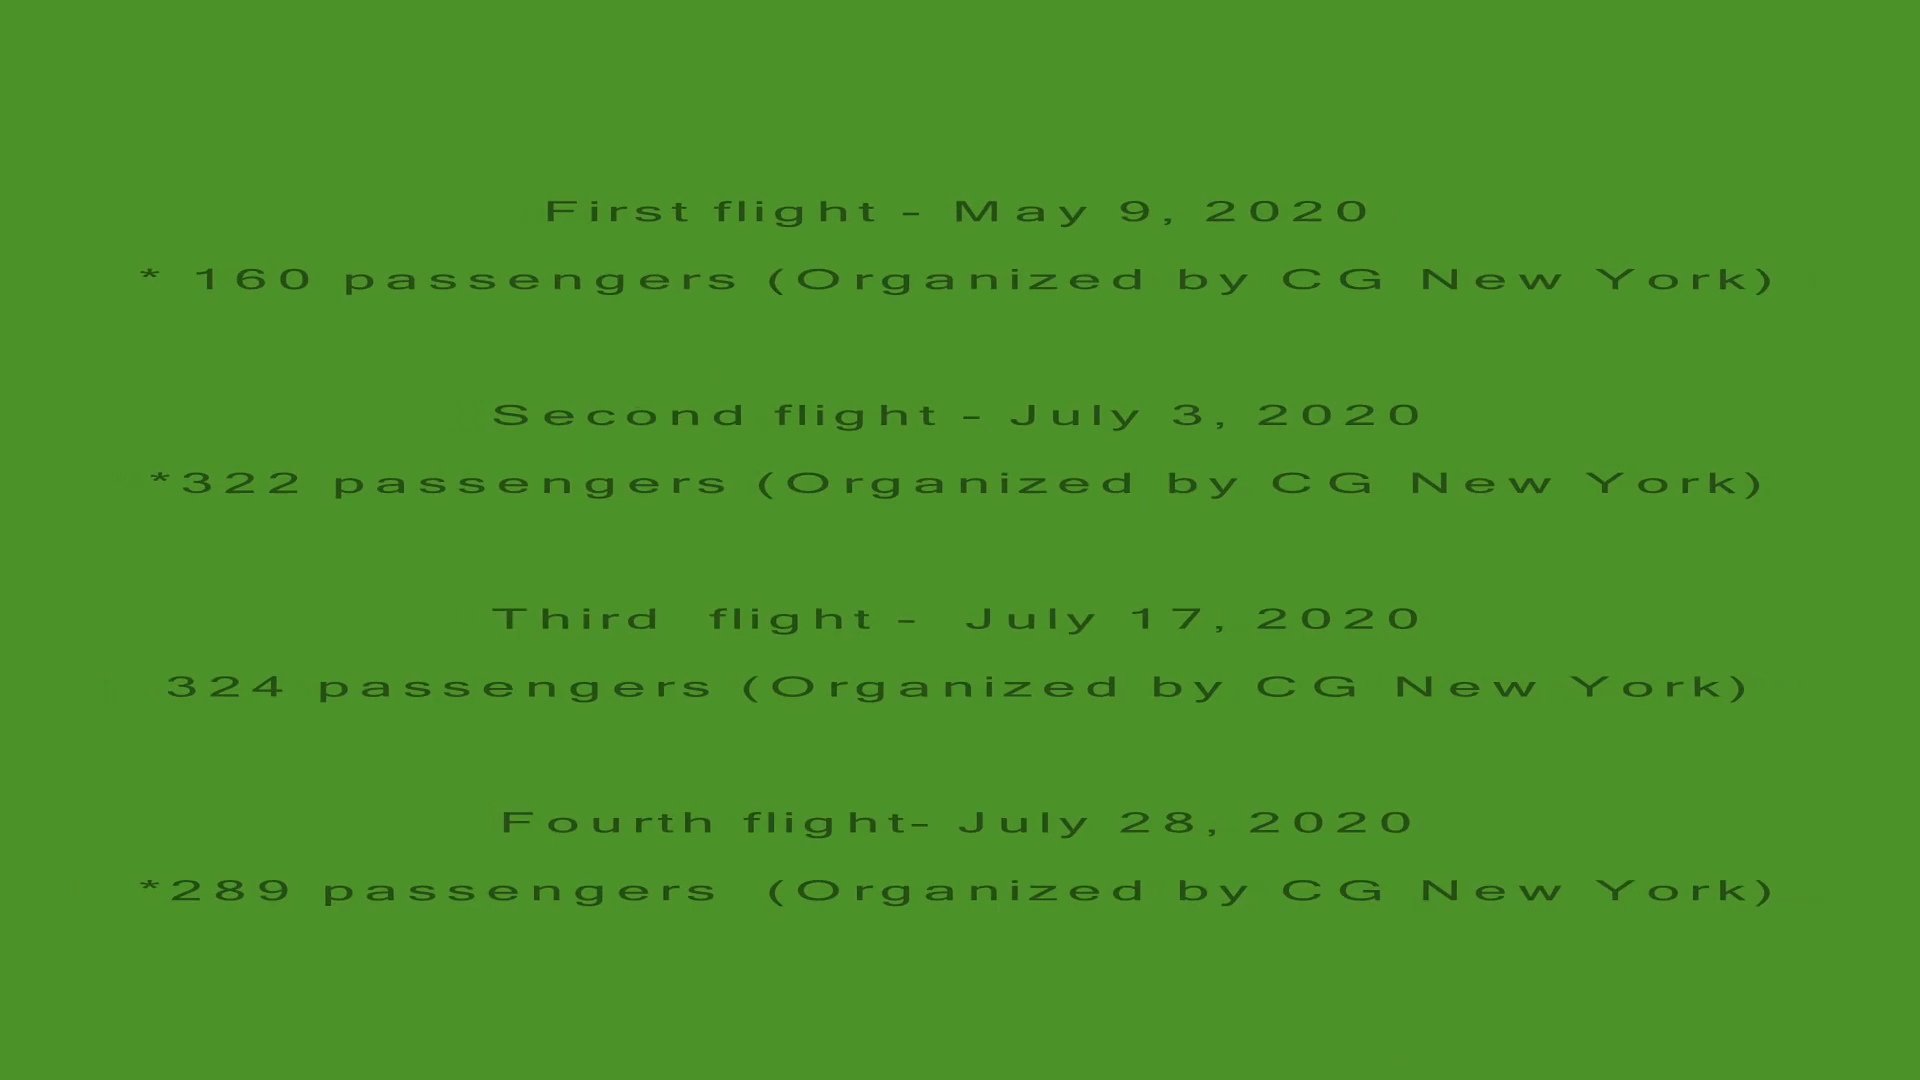 First flight - May 9, 2020
* 160 passengers (Organized by CG New York)
Second flight - July 3, 2020
*322 passengers (Organized by CG New York)
Third flight - July 17, 2020
324 passengers (Organized by CG New York)
Fourth flight- July 28, 2020
*289 passengers (Organized by CG New York)